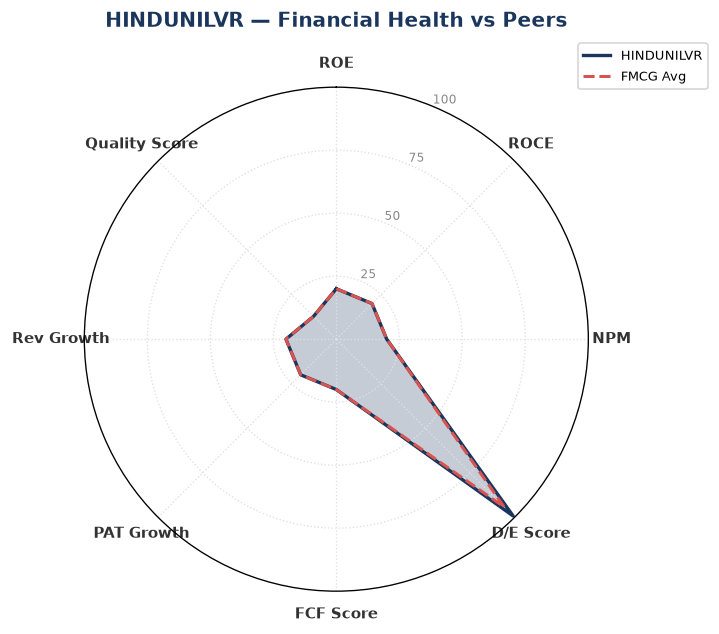 HINDUNILVR — Financial Health vs Peers
HINDUNILVR
FMCG Avg
ROE
100
Quality Score
ROCE
75
50
25
Rev Growth
NPM
PAT Growth
D/E Score
FCF Score